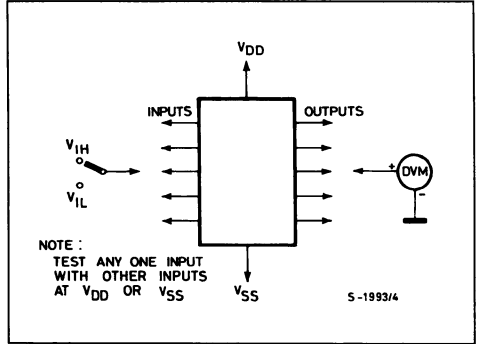 VDD
INPUTS OUTPUTS
VIH
VIL
+ DVM
-
NOTE :
TEST ANY ONE INPUT
WITH OTHER INPUTS
AT VDD OR VSS
VSS
S-1993/4